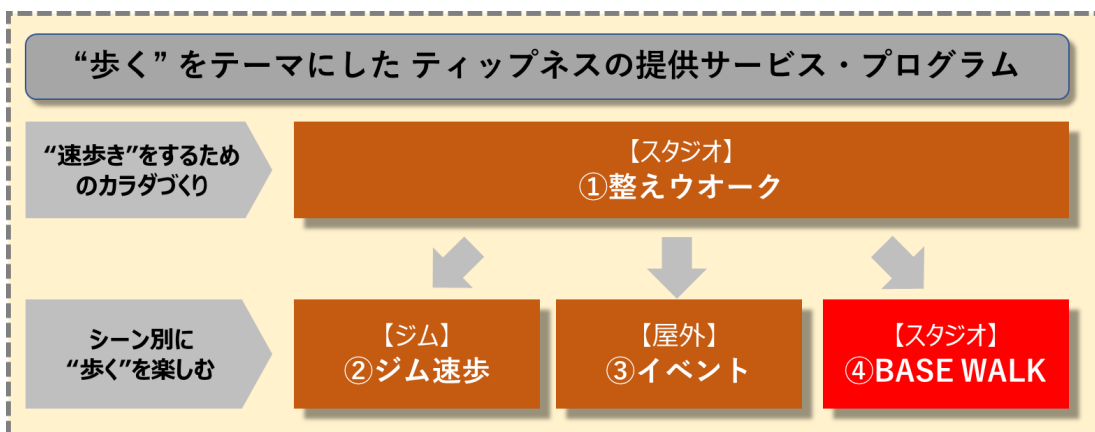 “歩く” をテーマにした ティップネスの提供サービス・プログラム
“速歩き”をするため
のカラダづくり
【スタジオ】
①整えウオーク
シーン別に
“歩く”を楽しむ
【ジム】
②ジム速歩
【屋外】
③イベント
【スタジオ】
④BASE WALK